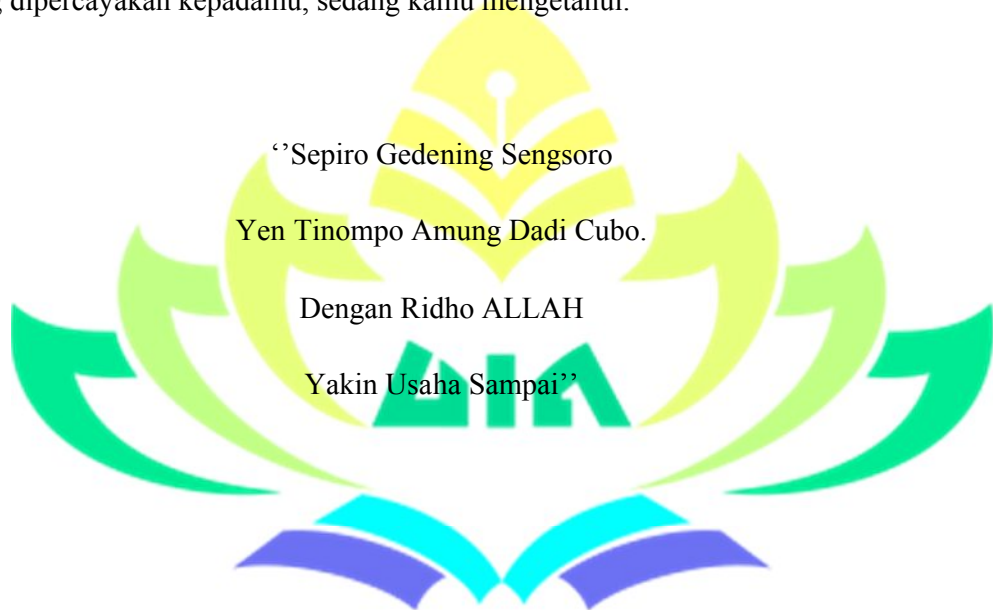 dipercayakan kepadamu, sedang kamu mengetahui.
‘’Sepiro Gedening Sengsoro
Yen Tinompo Amung Dadi Cubo.
Dengan Ridho ALLAH
Yakin Usaha Sampai’’